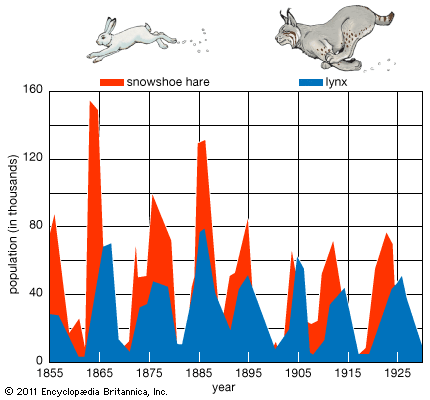 snowshoe hare
lynx
population (in thousands)
160
120
80
40
0
1855
1865
1875
1885
1895
1905
1915
1925
year
© 2011 Encyclopædia Britannica, Inc.